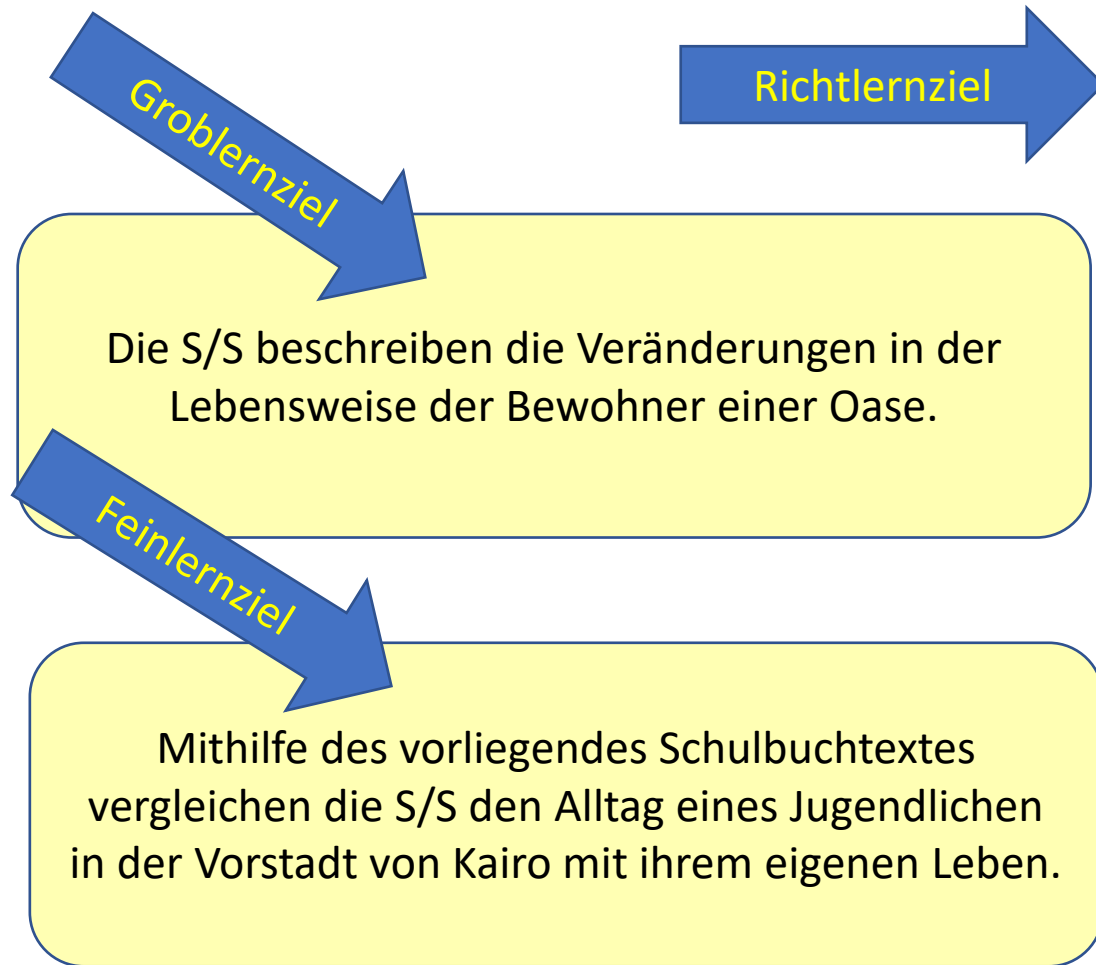 Groblernziel
Richtlernziel
Die S/S beschreiben die Veränderungen in der
Lebensweise der Bewohner einer Oase.
Feinlernziel
Mithilfe des vorliegendes Schulbuchtextes
vergleichen die S/S den Alltag eines Jugendlichen
in der Vorstadt von Kairo mit ihrem eigenen Leben.